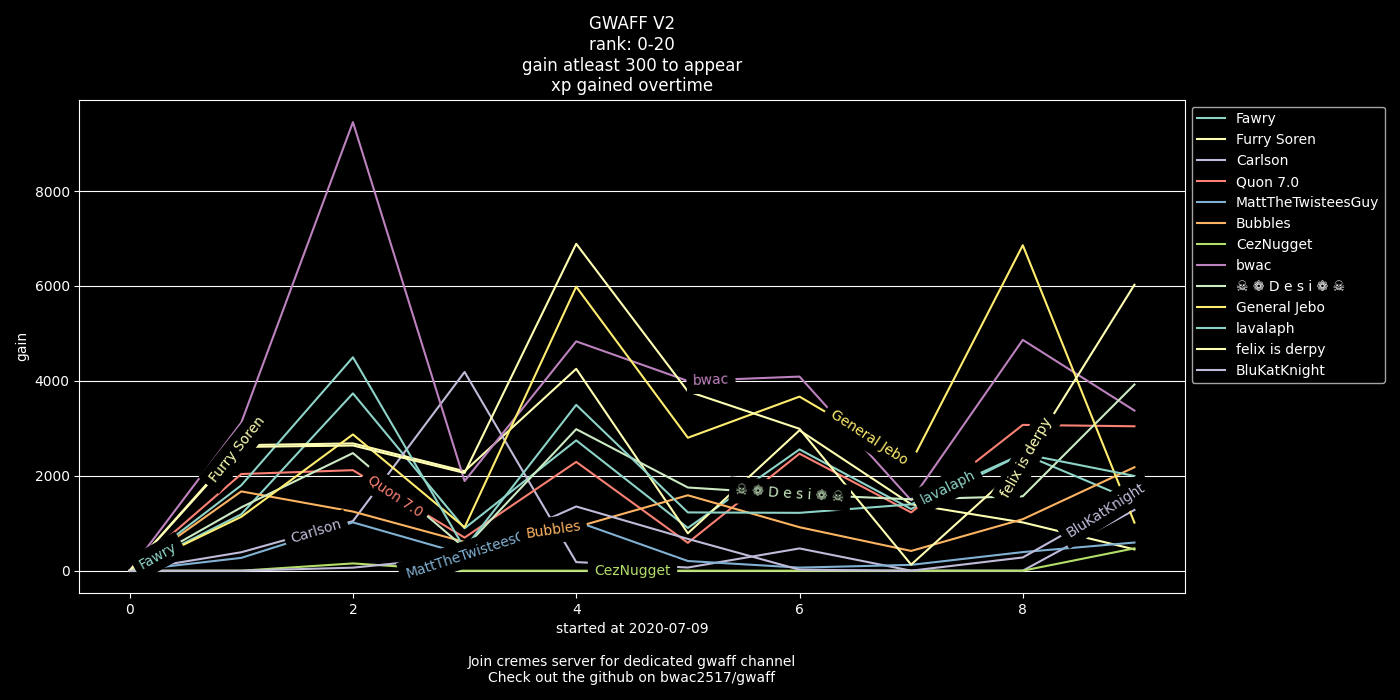 GWAFF V2
rank: 0-20
gain atleast 300 to appear
xp gained overtime
gain
8000
6000
4000
2000
0
0
2
4
6
8
started at 2020-07-09
Join cremes server for dedicated gwaff channel
Check out the github on bwac2517/gwaff
Fawry
Furry Soren
Carlson
Quon 7.0
MattTheTwisteesG
Bubbles
CezNugget
bwac
☠ ❁ D e s i ❁ ☠
General Jebo
lavalaph
felix is derpy
BluKatKnight
Fawry
Furry Soren
Carlson
Quon 7.0
MattTheTwisteesGuy
Bubbles
CezNugget
bwac
☠ ❁ D e s i ❁ ☠
General Jebo
lavalaph
felix is derpy
BluKatKnight